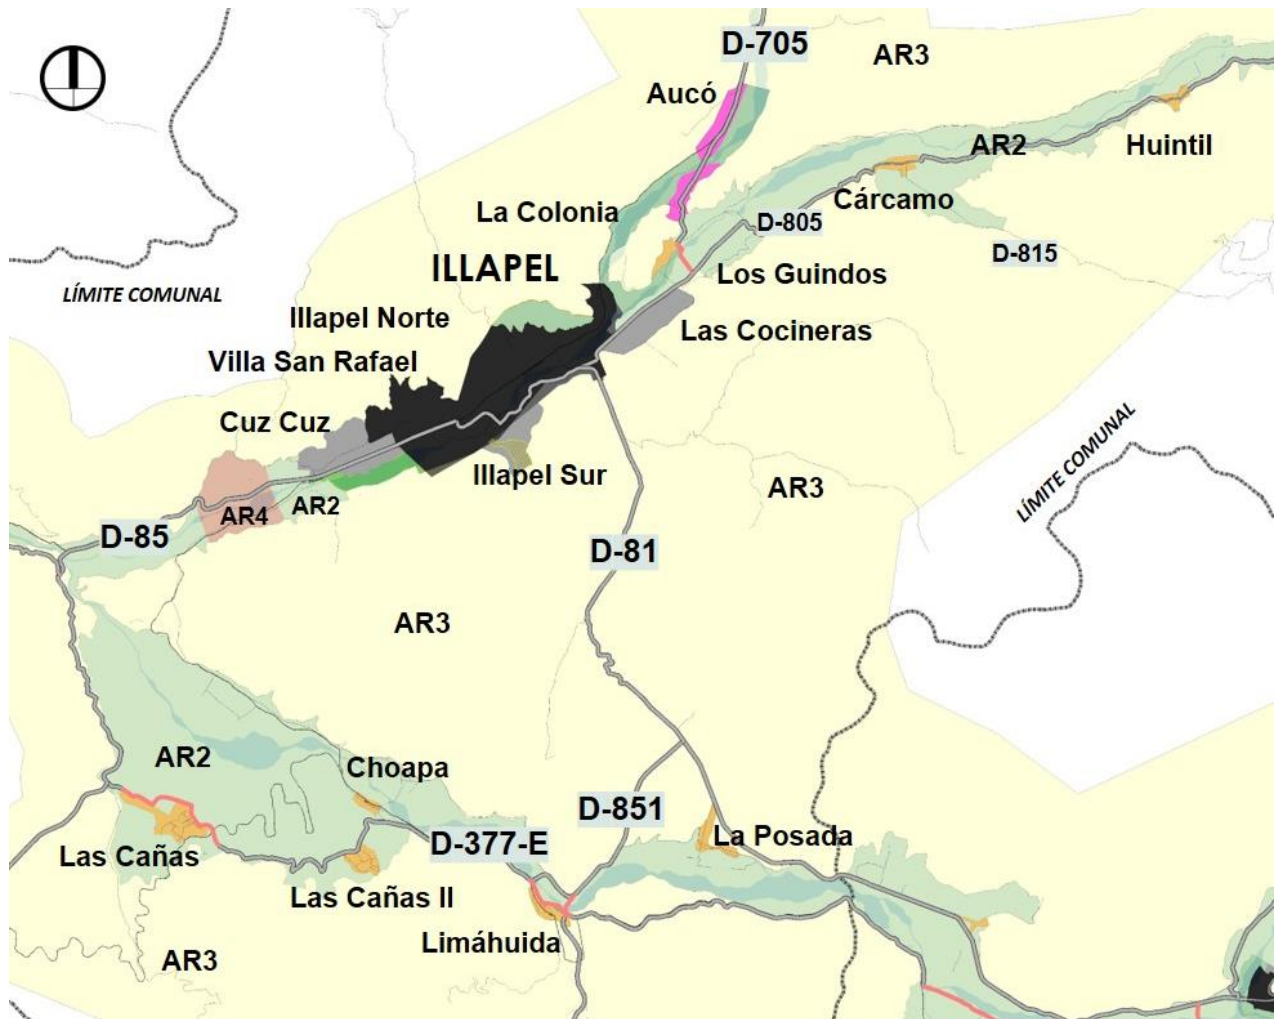 D-705
AR3
Aucó
AR2
Huintil
Cárcamo
La Colonia
D-805
D-815
ILLAPEL
Los Guindos
LÍMITE COMUNAL
Illapel Norte
Las Cocineras
Villa San Rafael
Cuz Cuz
LÍMITE COMUNAL
Illapel Sur
AR3
AR2
AR4
D-85
D-81
AR3
AR2
Choapa
D-851
La Posada
D-377-E
Las Cañas
Las Cañas II
Limáhuida
AR3